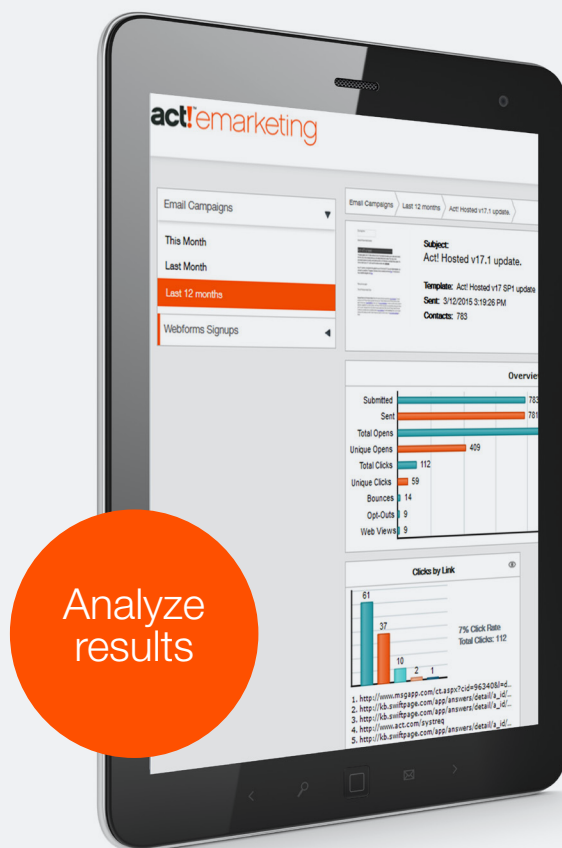 act! emarketing
Email Campaigns
This Month
Last Month
Last 12 months
Webforms Signups
Email Campaigns Last 12 months Act! Hosted v17.1 update.
Subject:
Act! Hosted v17.1 update.
Template: Act! Hosted v17 SP1 update
Sent: 3/12/2015 3:19:26 PM
Contacts: 783
Overvie
Submitted 783
Sent 781
Total Opens
Unique Opens 409
Total Clicks 112
Unique Clicks 59
Bounces 14
Opt-Outs 9
Web Views 9
Clicks by Link
61
37
10
2
1
7% Click Rate
Total Clicks: 112
1. http://www.msgapp.com/ct.aspx?cid=96340&l=d...
2. http://kb.swiftpage.com/app/answers/detail/a_id/...
3. http://kb.swiftpage.com/app/answers/detail/a_id/...
4. http://www.act.com/systreq
5. http://kb.swiftpage.com/app/answers/detail/a_id/...
Analyze
results